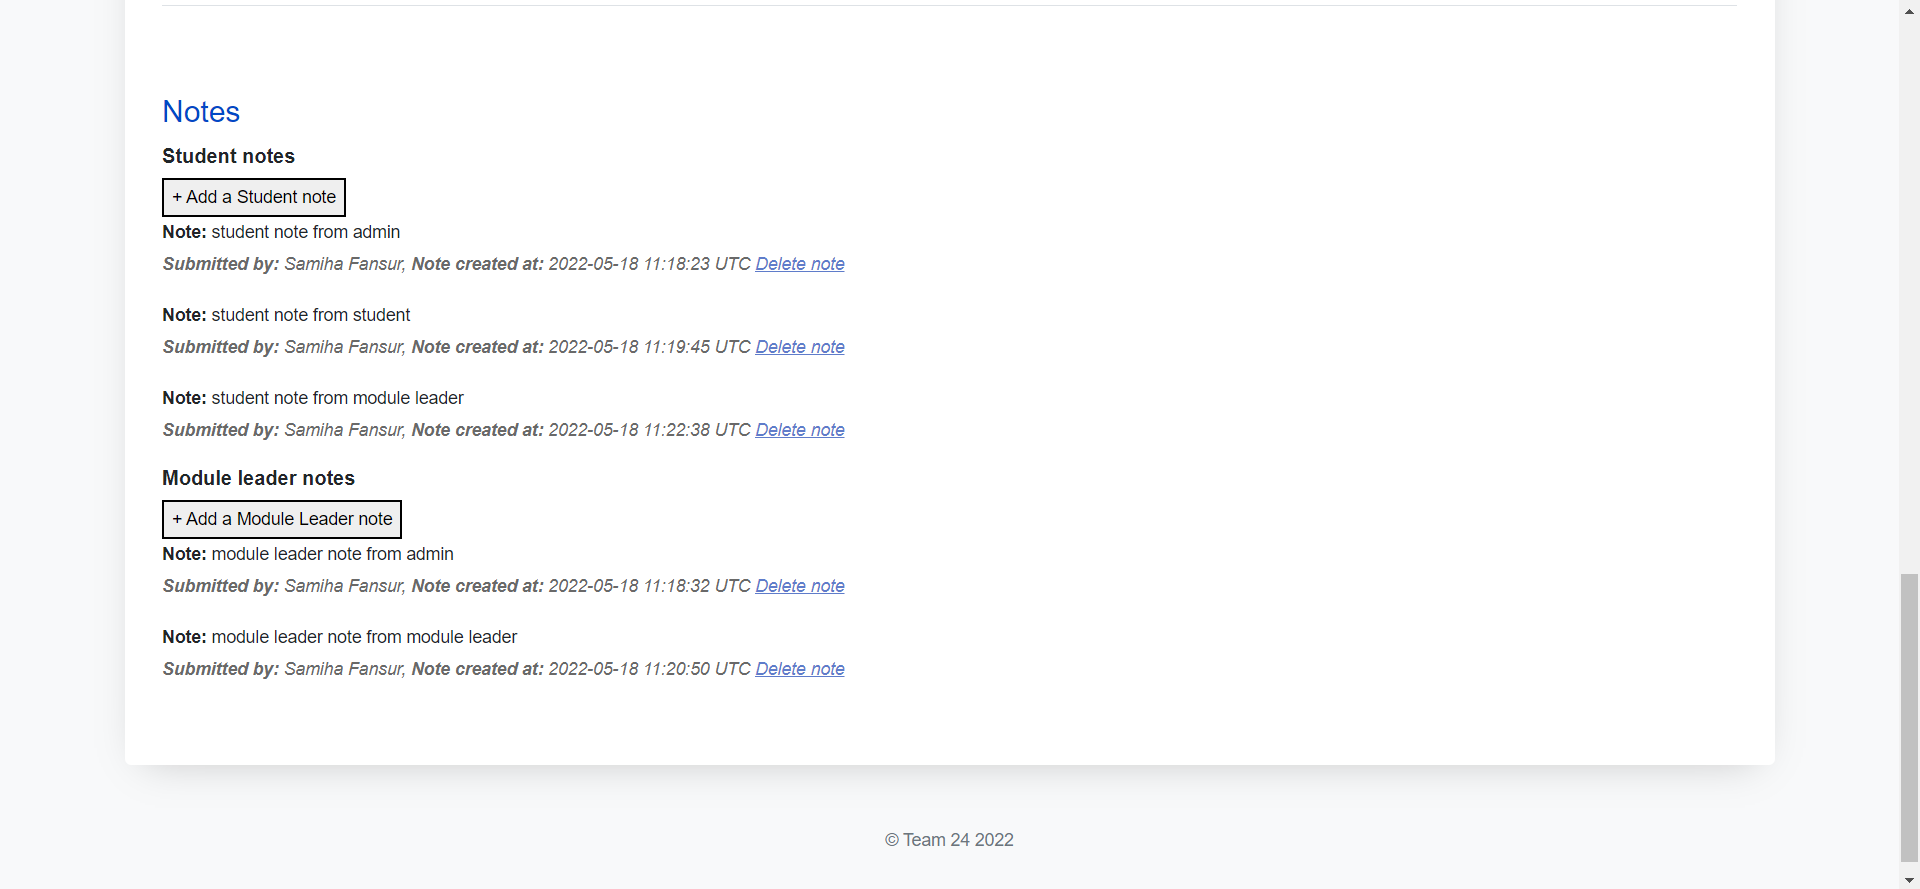 Notes
Student notes
+ Add a Student note
Note: student note from admin
Submitted by: Samiha Fansur, Note created at: 2022-05-18 11:18:23 UTC Delete note
Note: student note from student
Submitted by: Samiha Fansur, Note created at: 2022-05-18 11:19:45 UTC Delete note
Note: student note from module leader
Submitted by: Samiha Fansur, Note created at: 2022-05-18 11:22:38 UTC Delete note
Module leader notes
+ Add a Module Leader note
Note: module leader note from admin
Submitted by: Samiha Fansur, Note created at: 2022-05-18 11:18:32 UTC Delete note
Note: module leader note from module leader
Submitted by: Samiha Fansur, Note created at: 2022-05-18 11:20:50 UTC Delete note
© Team 24 2022